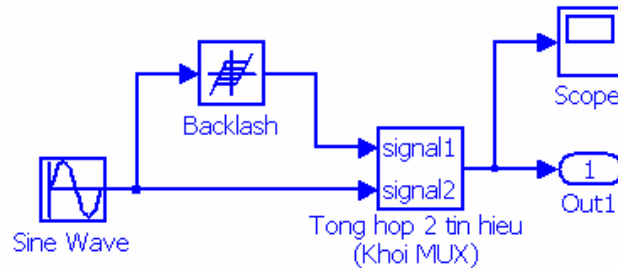 Scope
Backlash
signal1
signal2
1
Out1
Sine Wave
Tong hop 2 tin hieu
(Khoi MUX)